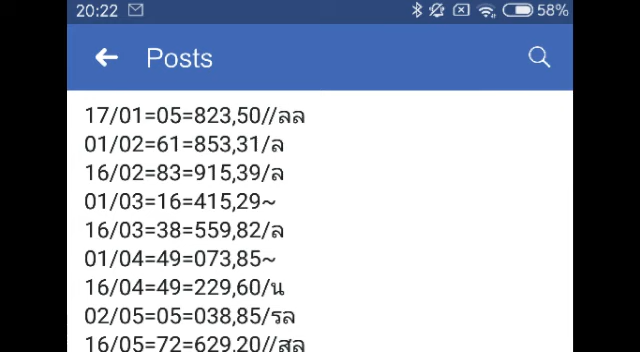 20:22 58%
Posts
17/01=05=823,50//ลล
01/02=61=853,31/ล
16/02=83=915,39/ล
01/03=16=415,29~
16/03=38=559,82/ล
01/04=49=073,85~
16/04=49=229,60/น
02/05=05=038,85/รล
16/05=72=629,20//สล